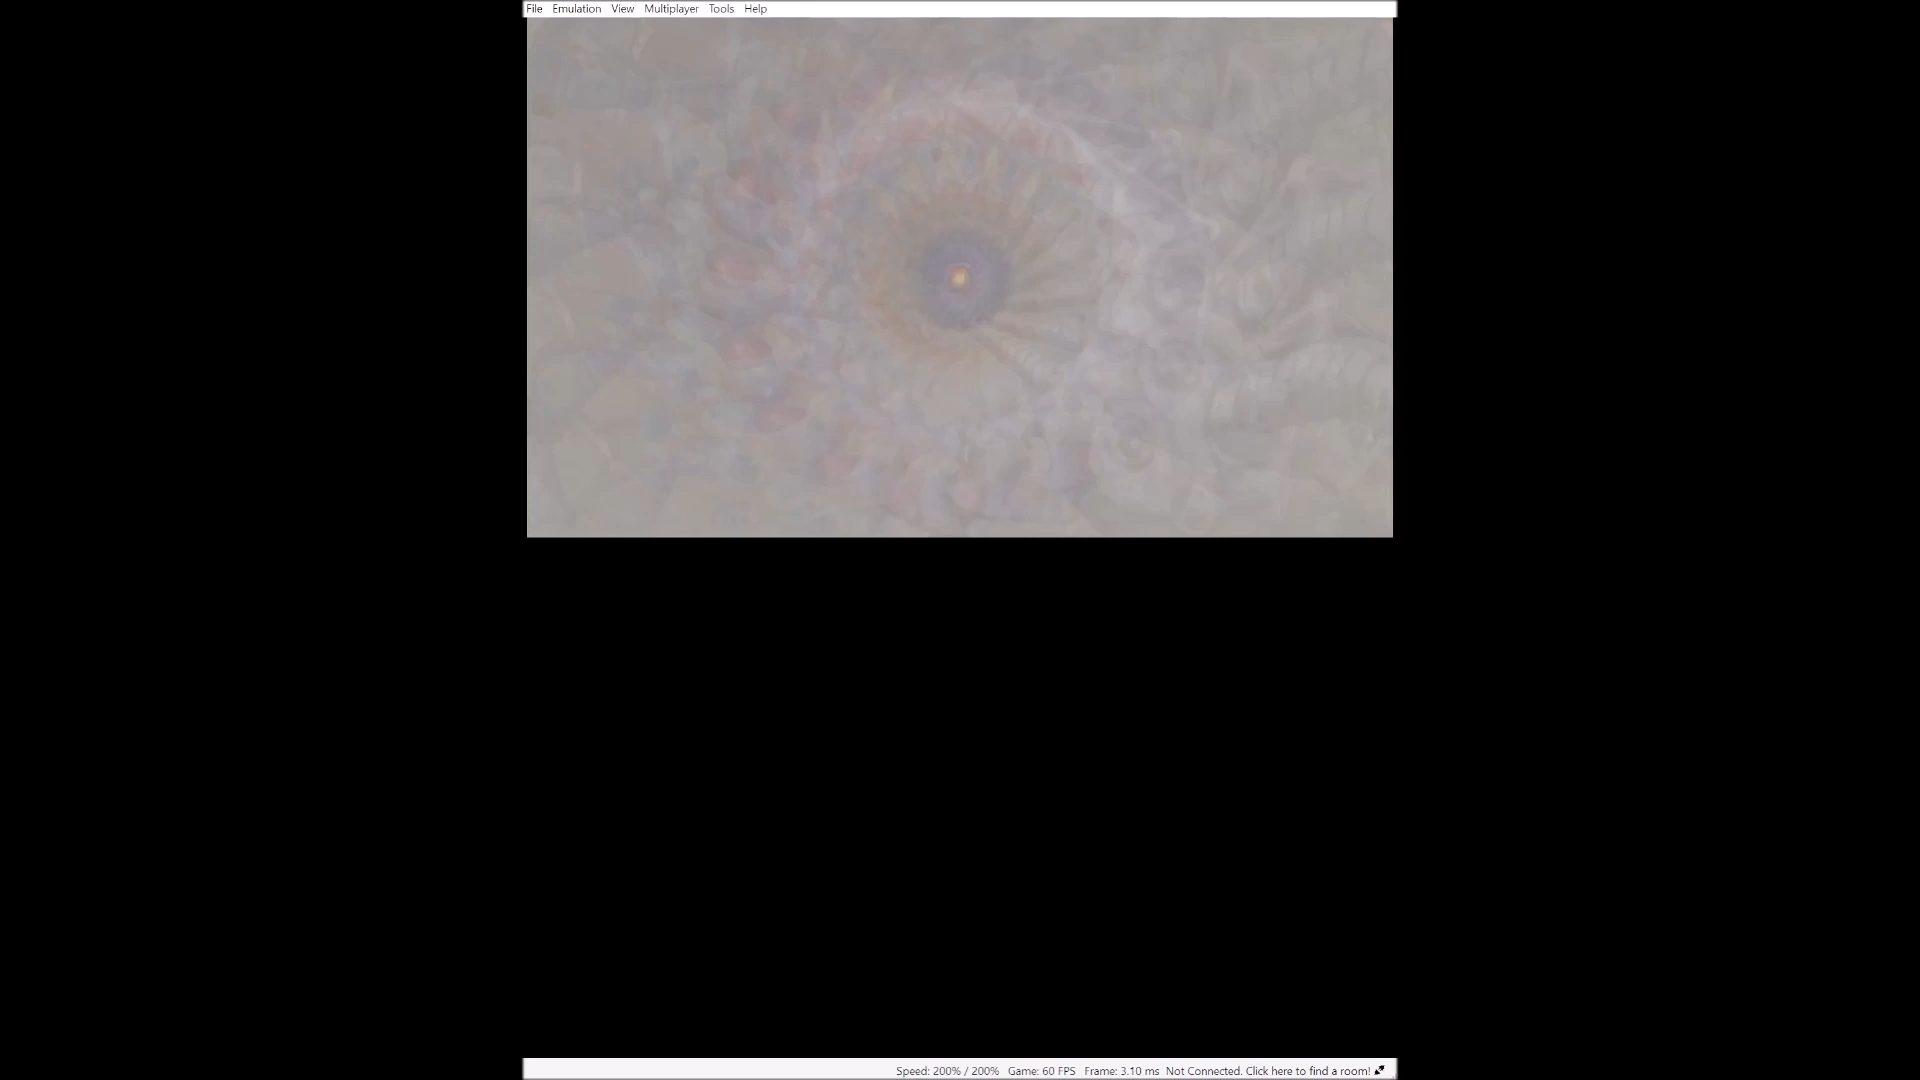 File Emulation View Multiplayer Tools Help
Speed: 200% / 200% Game: 60 FPS Frame: 3.10 ms Not Connected. Click here to find a room!